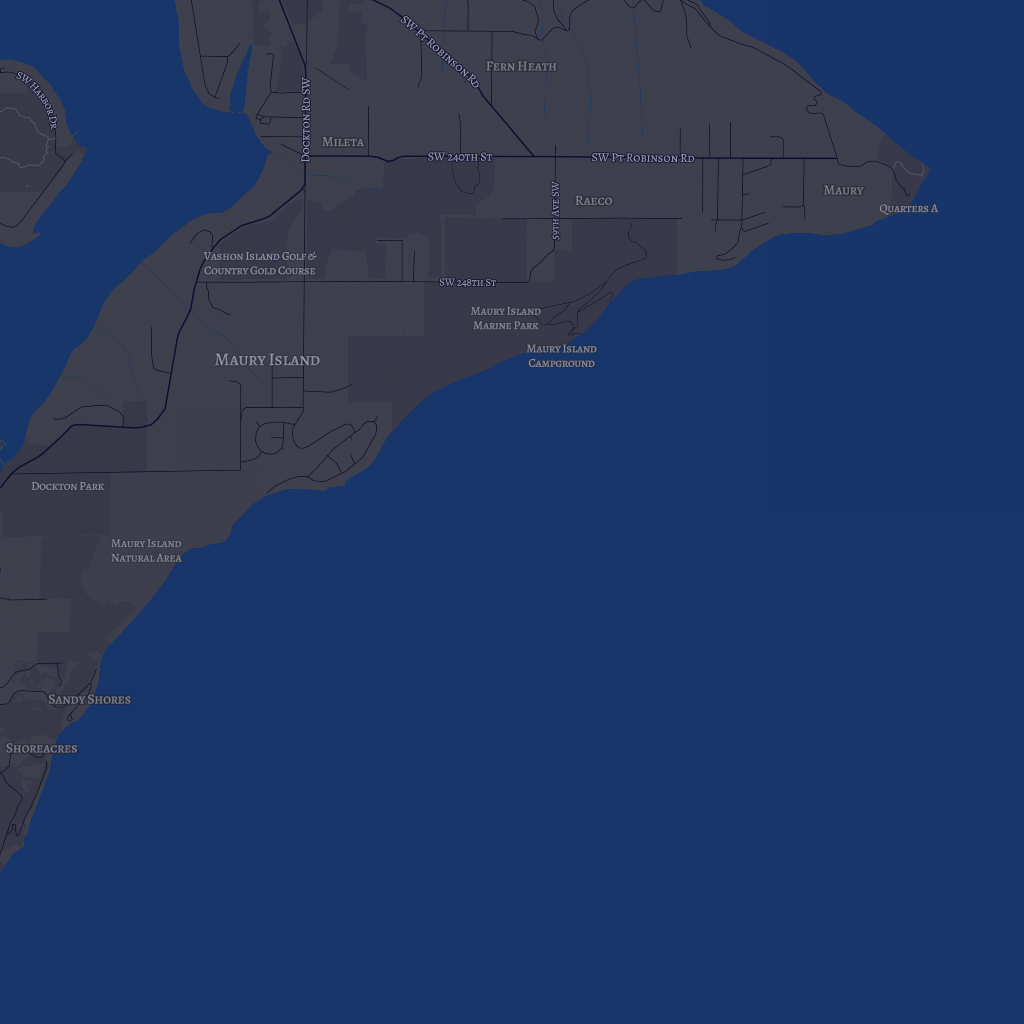 SW Pt Robinson Rd
Fern Heath
SW Harbor Dr
Dockton Rd SW
Mileta
SW 240th St
SW Pt Robinson Rd
Maury
Raeco
59th Ave SW
Quarters A
Vashon Island Golf &
Country Gold Course
SW 248th St
Maury Island
Marine Park
Maury Island
Campground
Maury Island
Dockton Park
Maury Island
Natural Area
Sandy Shores
Shoreacres